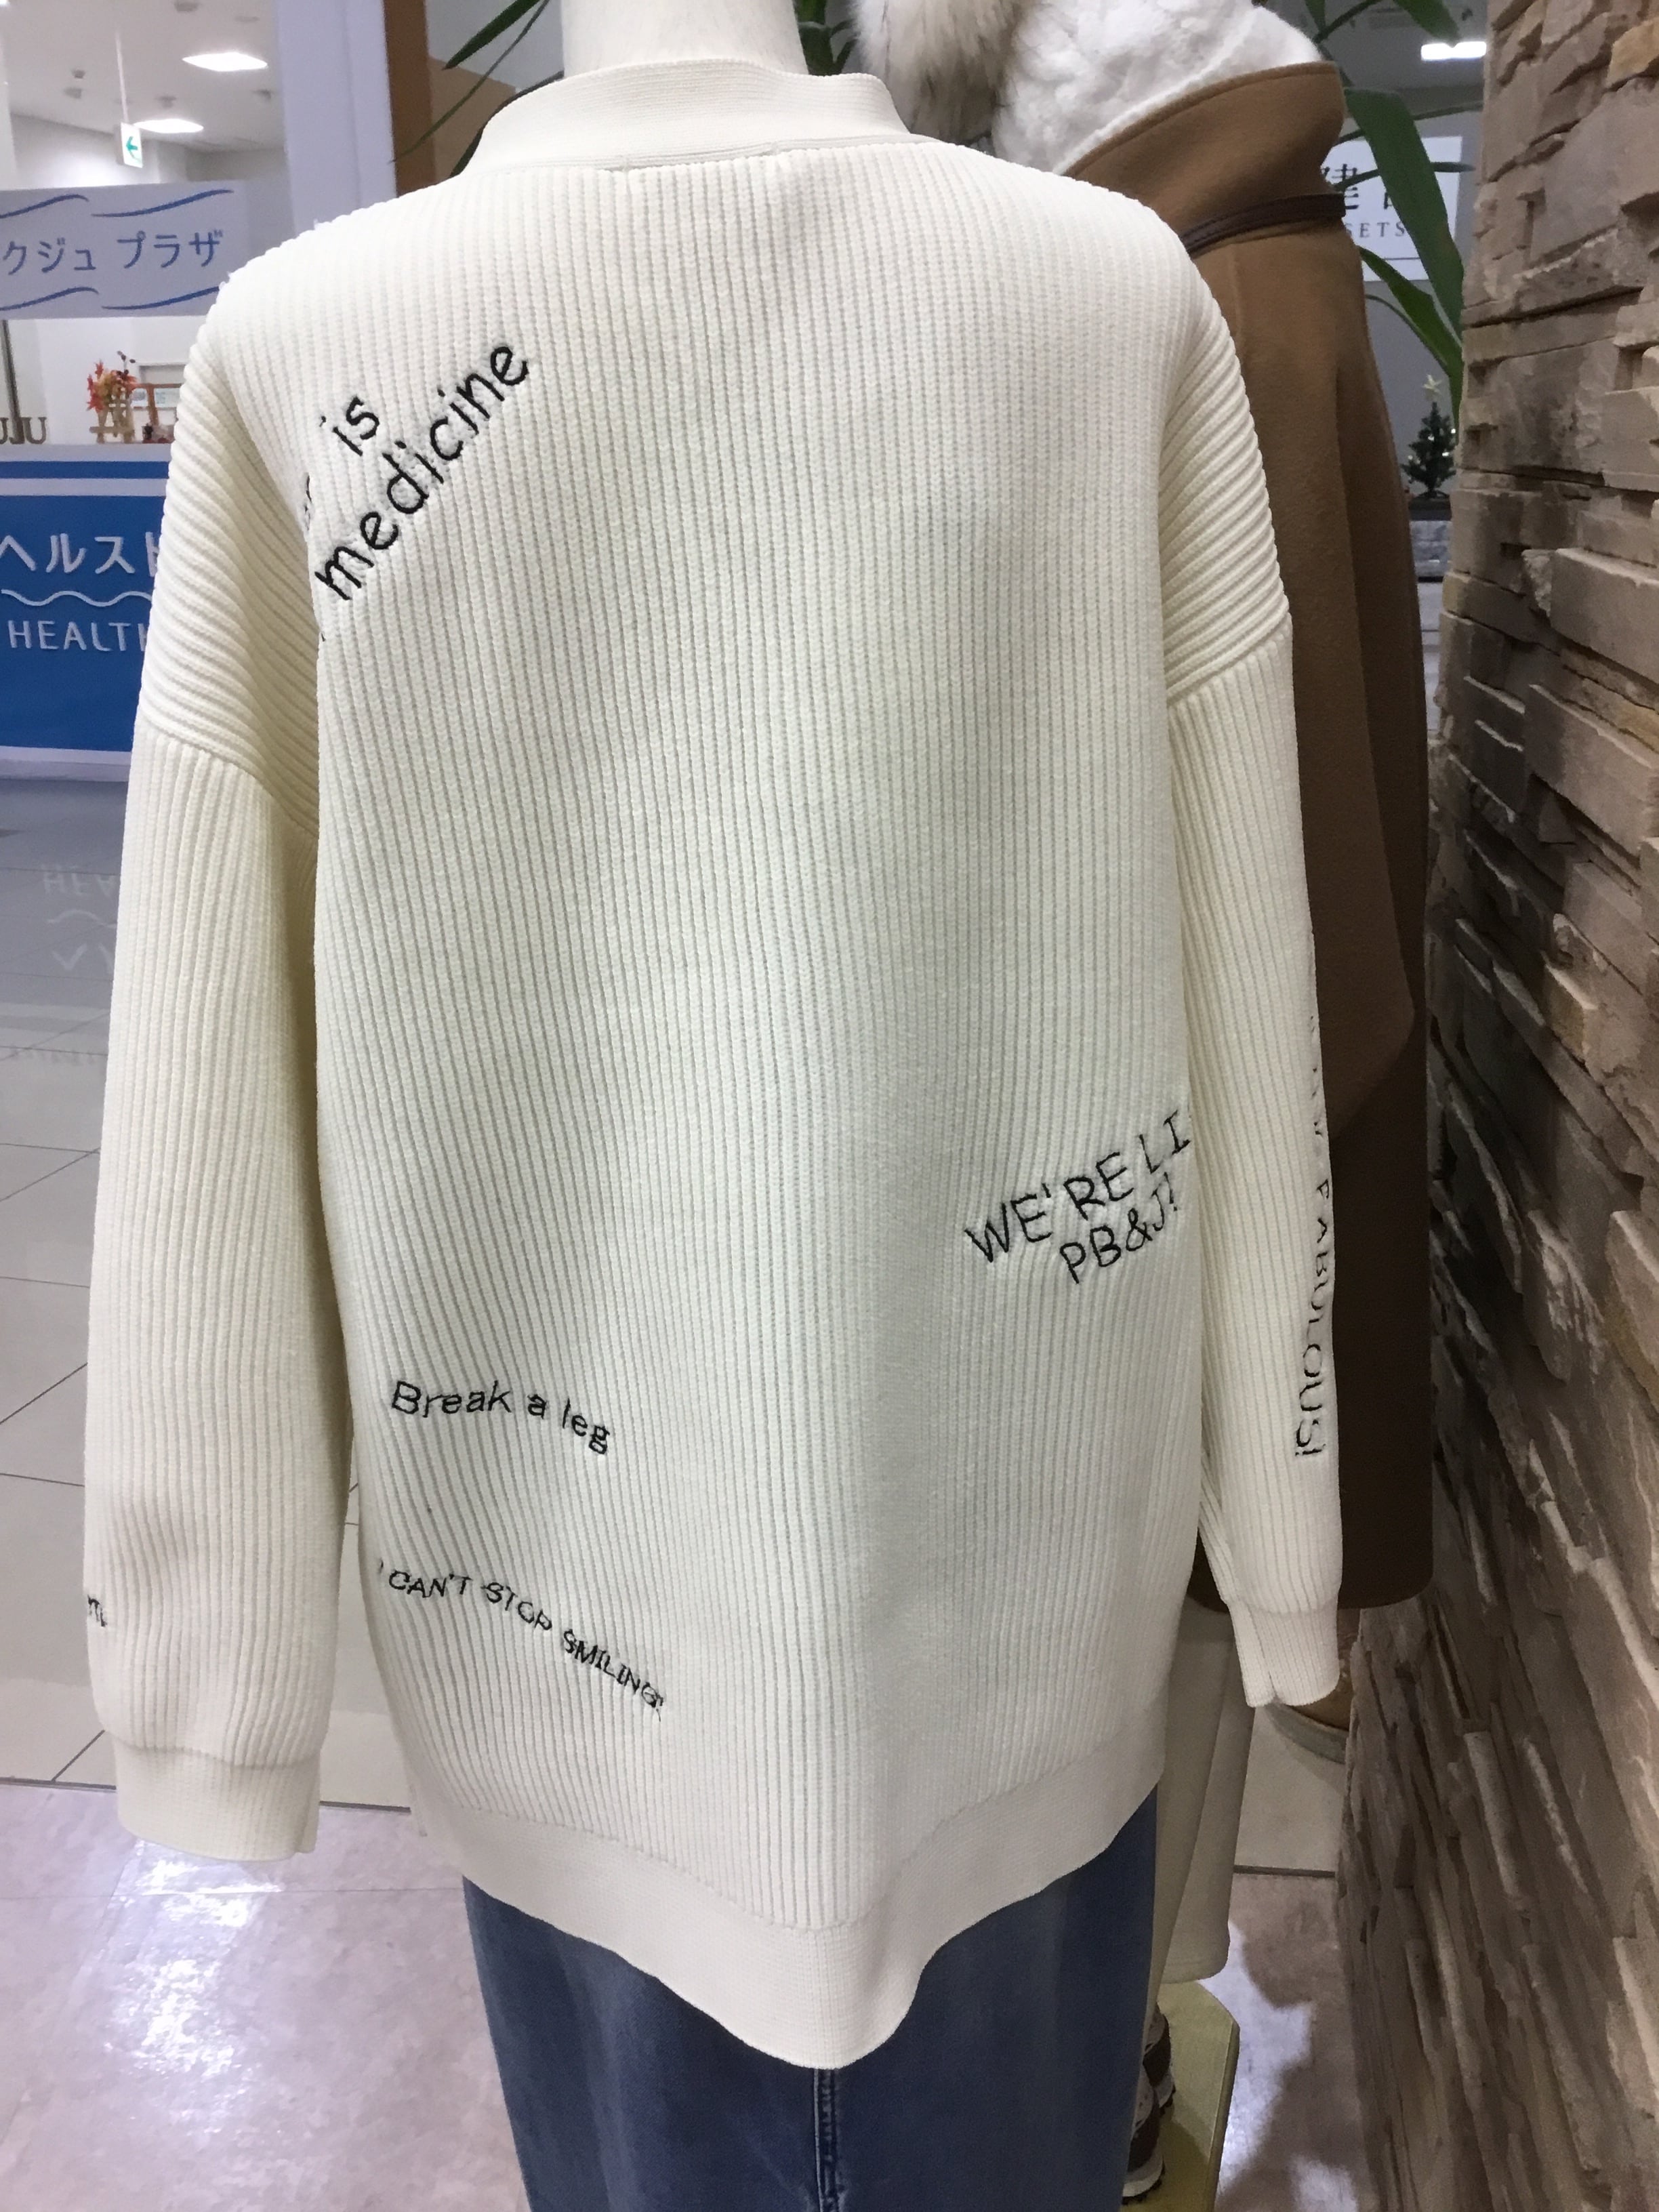 クジュ プラザ
ヘルスト
HEALTH
is
medicine
WE'RE LI
PB&J!
FABULOUS!
Break a leg
I CAN'T STOP SMILING!